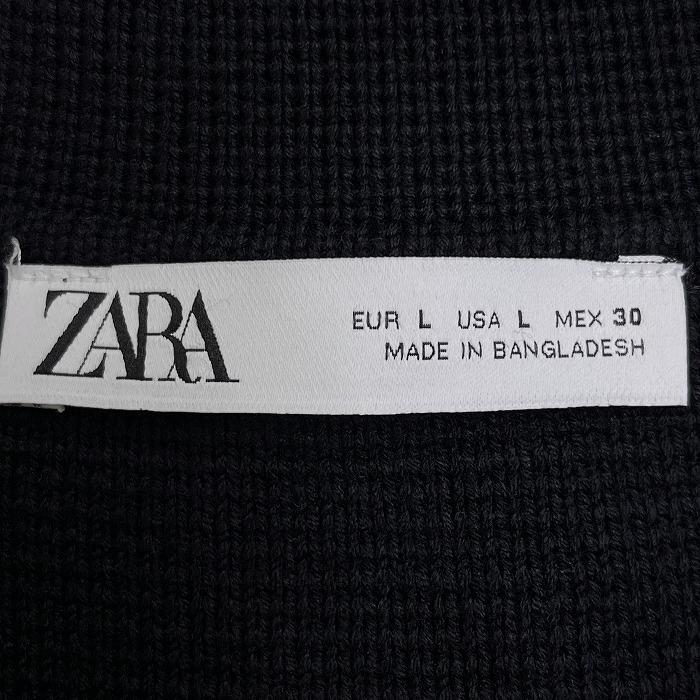 ZARA
EUR L USA L MEX 30
MADE IN BANGLADESH